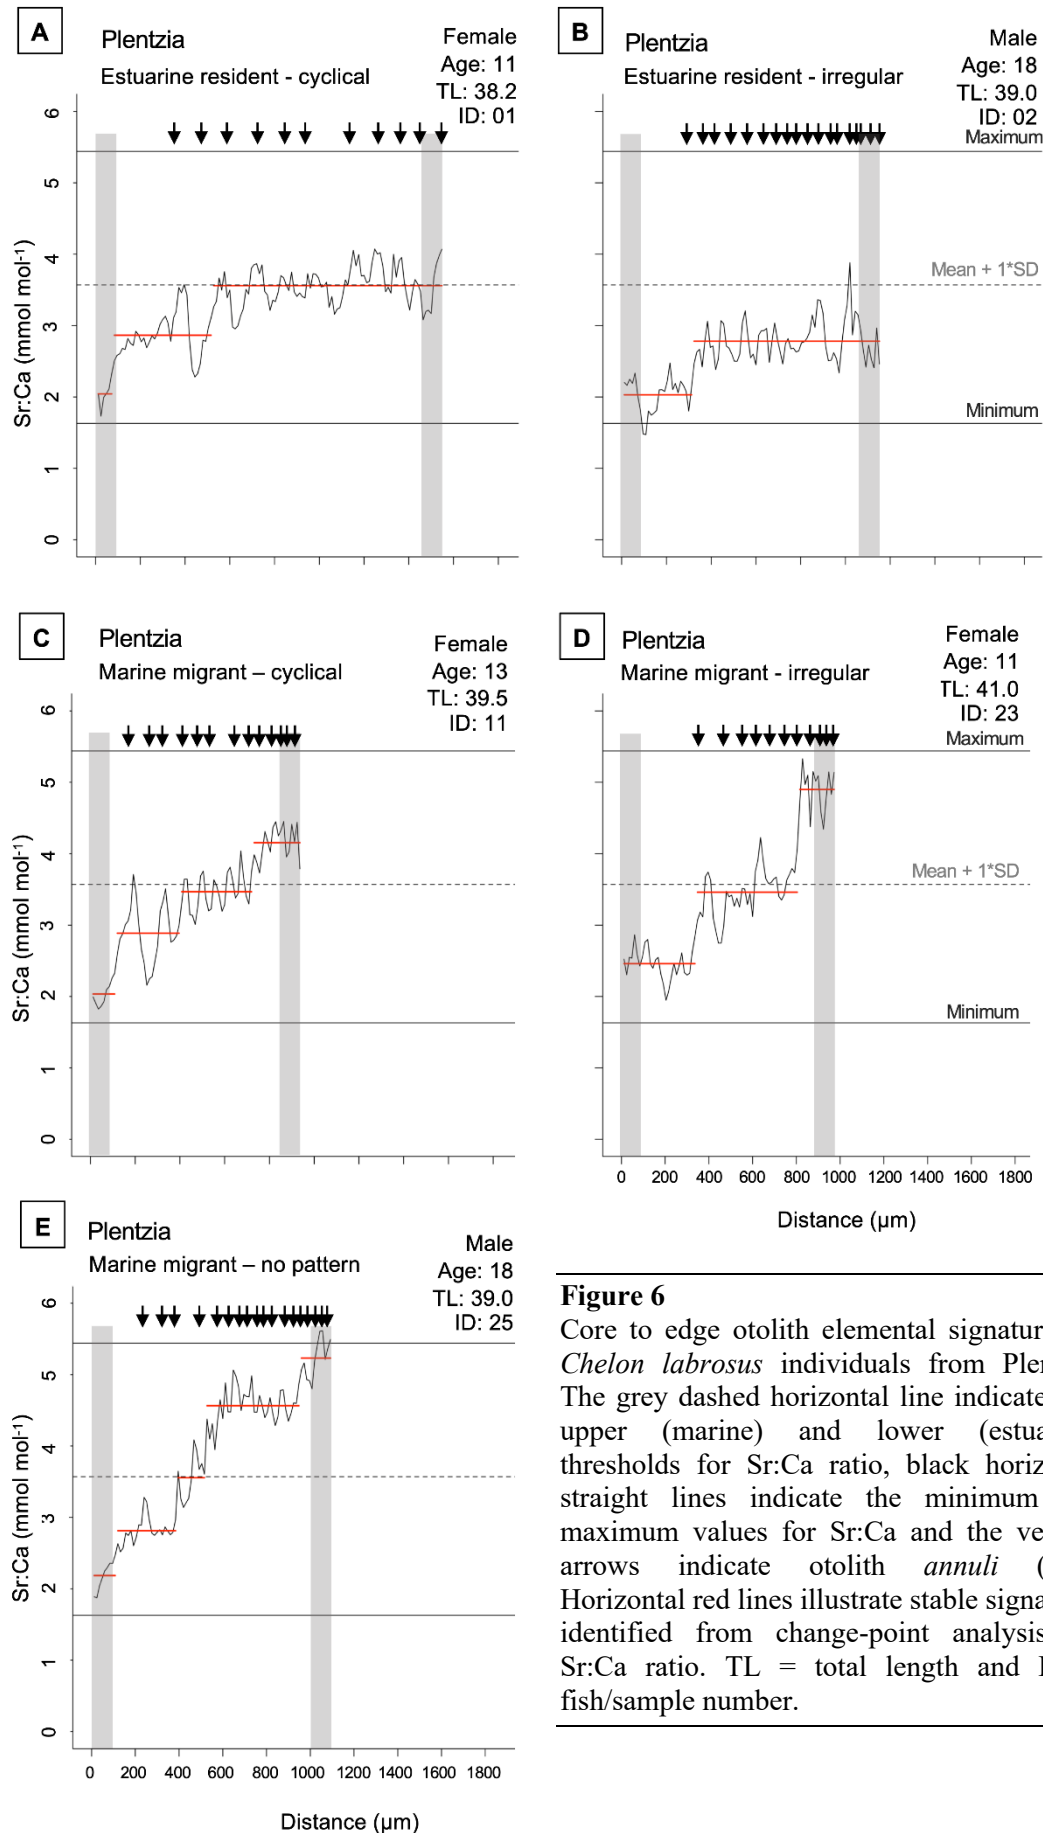 A
Plentzia
Estuarine resident - cyclical
Female
Age: 11
TL: 38.2
ID: 01
6
5
4
3
2
1
0
Sr:Ca (mmol mol-1)
B
Plentzia
Estuarine resident - irregular
Male
Age: 18
TL: 39.0
ID: 02
Maximum
Mean + 1*SD
Minimum
C
Plentzia
Marine migrant – cyclical
Female
Age: 13
TL: 39.5
ID: 11
6
5
4
3
2
1
0
Sr:Ca (mmol mol-1)
D
Plentzia
Marine migrant - irregular
Female
Age: 11
TL: 41.0
ID: 23
Maximum
Mean + 1*SD
Minimum
0 200 400 600 800 1000 1200 1400 1600 1800
Distance (µm)
E
Plentzia
Marine migrant – no pattern
Male
Age: 18
TL: 39.0
ID: 25
6
5
4
3
2
1
0
Sr:Ca (mmol mol-1)
0 200 400 600 800 1000 1200 1400 1600 1800
Distance (µm)
Figure 6
Core to edge otolith elemental signatur
Chelon labrosus individuals from Plen
The grey dashed horizontal line indicate
upper (marine) and lower (estua
thresholds for Sr:Ca ratio, black horiz
straight lines indicate the minimum
maximum values for Sr:Ca and the ve
arrows indicate otolith annuli (
Horizontal red lines illustrate stable signa
identified from change-point analysis
Sr:Ca ratio. TL = total length and I
fish/sample number.